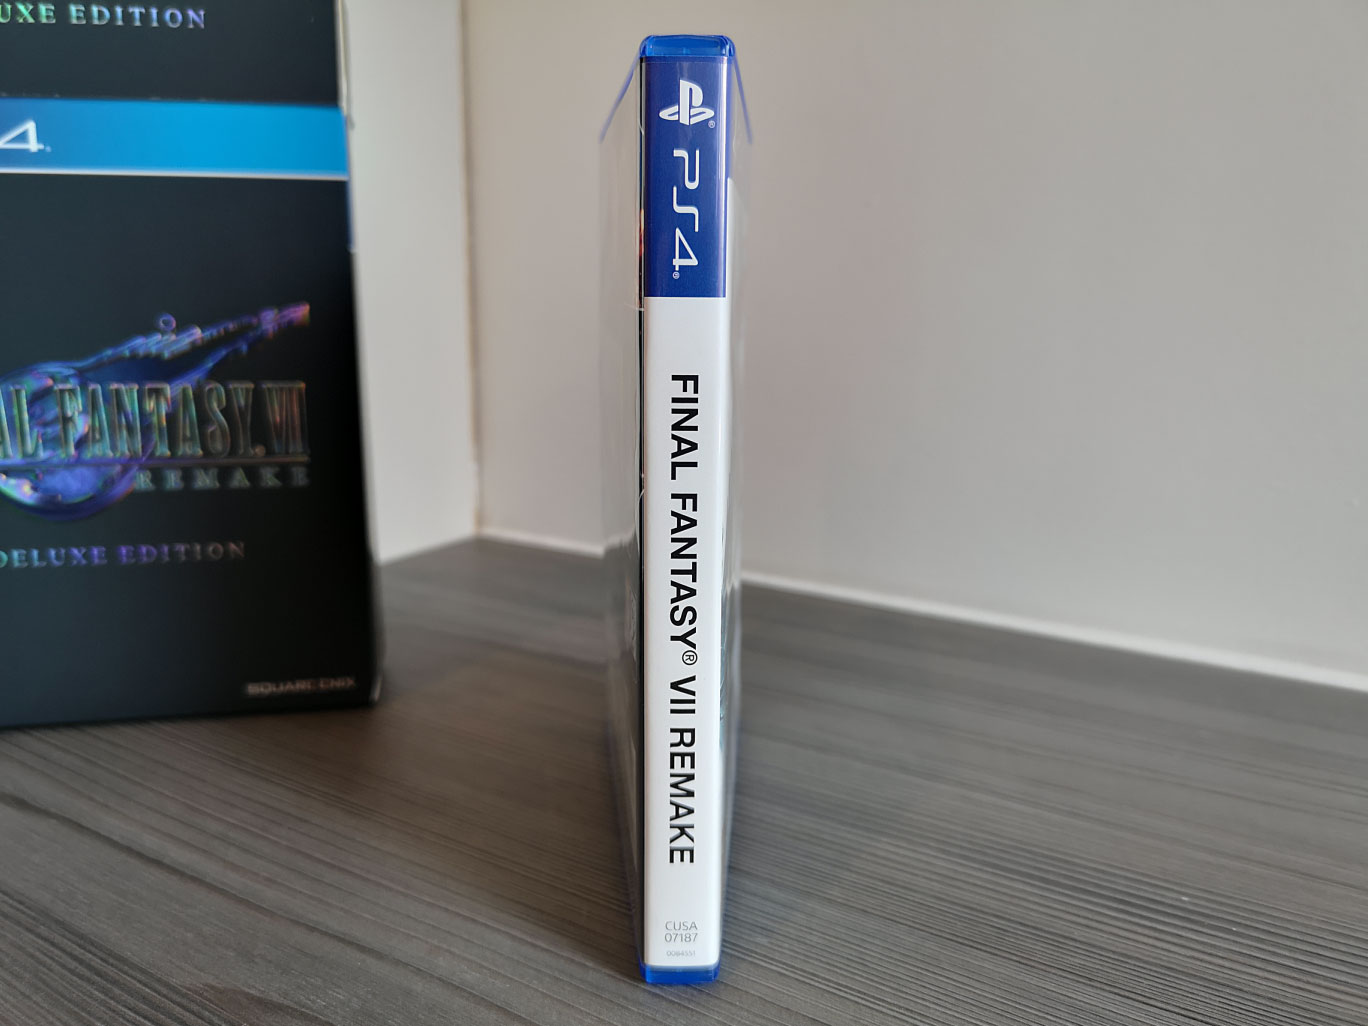 UXE EDITION
4
AL FANTASY VII
REMAKE
DELUXE EDITION
SQUARE ENIX
PS4
FINAL FANTASY® VII REMAKE
CUSA
07187